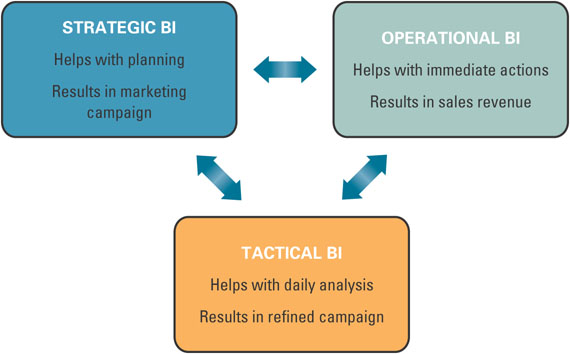 STRATEGIC BI
Helps with planning
Results in marketing
campaign
OPERATIONAL BI
Helps with immediate actions
Results in sales revenue
TACTICAL BI
Helps with daily analysis
Results in refined campaign